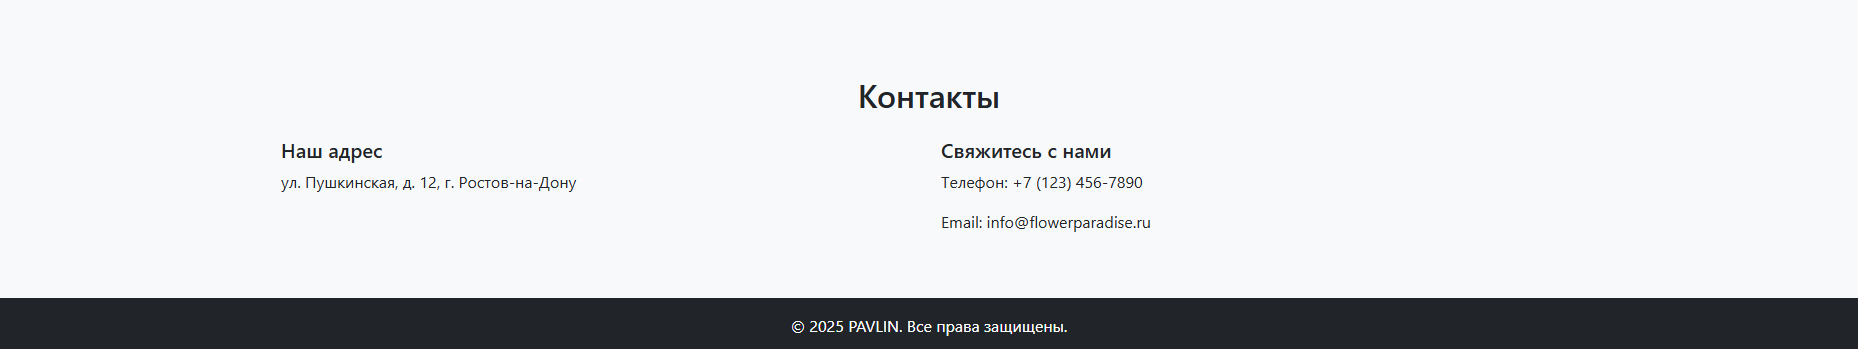 Контакты
Наш адрес
ул. Пушкинская, д. 12, г. Ростов-на-Дону
Свяжитесь с нами
Телефон: +7 (123) 456-7890
Email: info@flowerparadise.ru
© 2025 PAVLIN. Все права защищены.